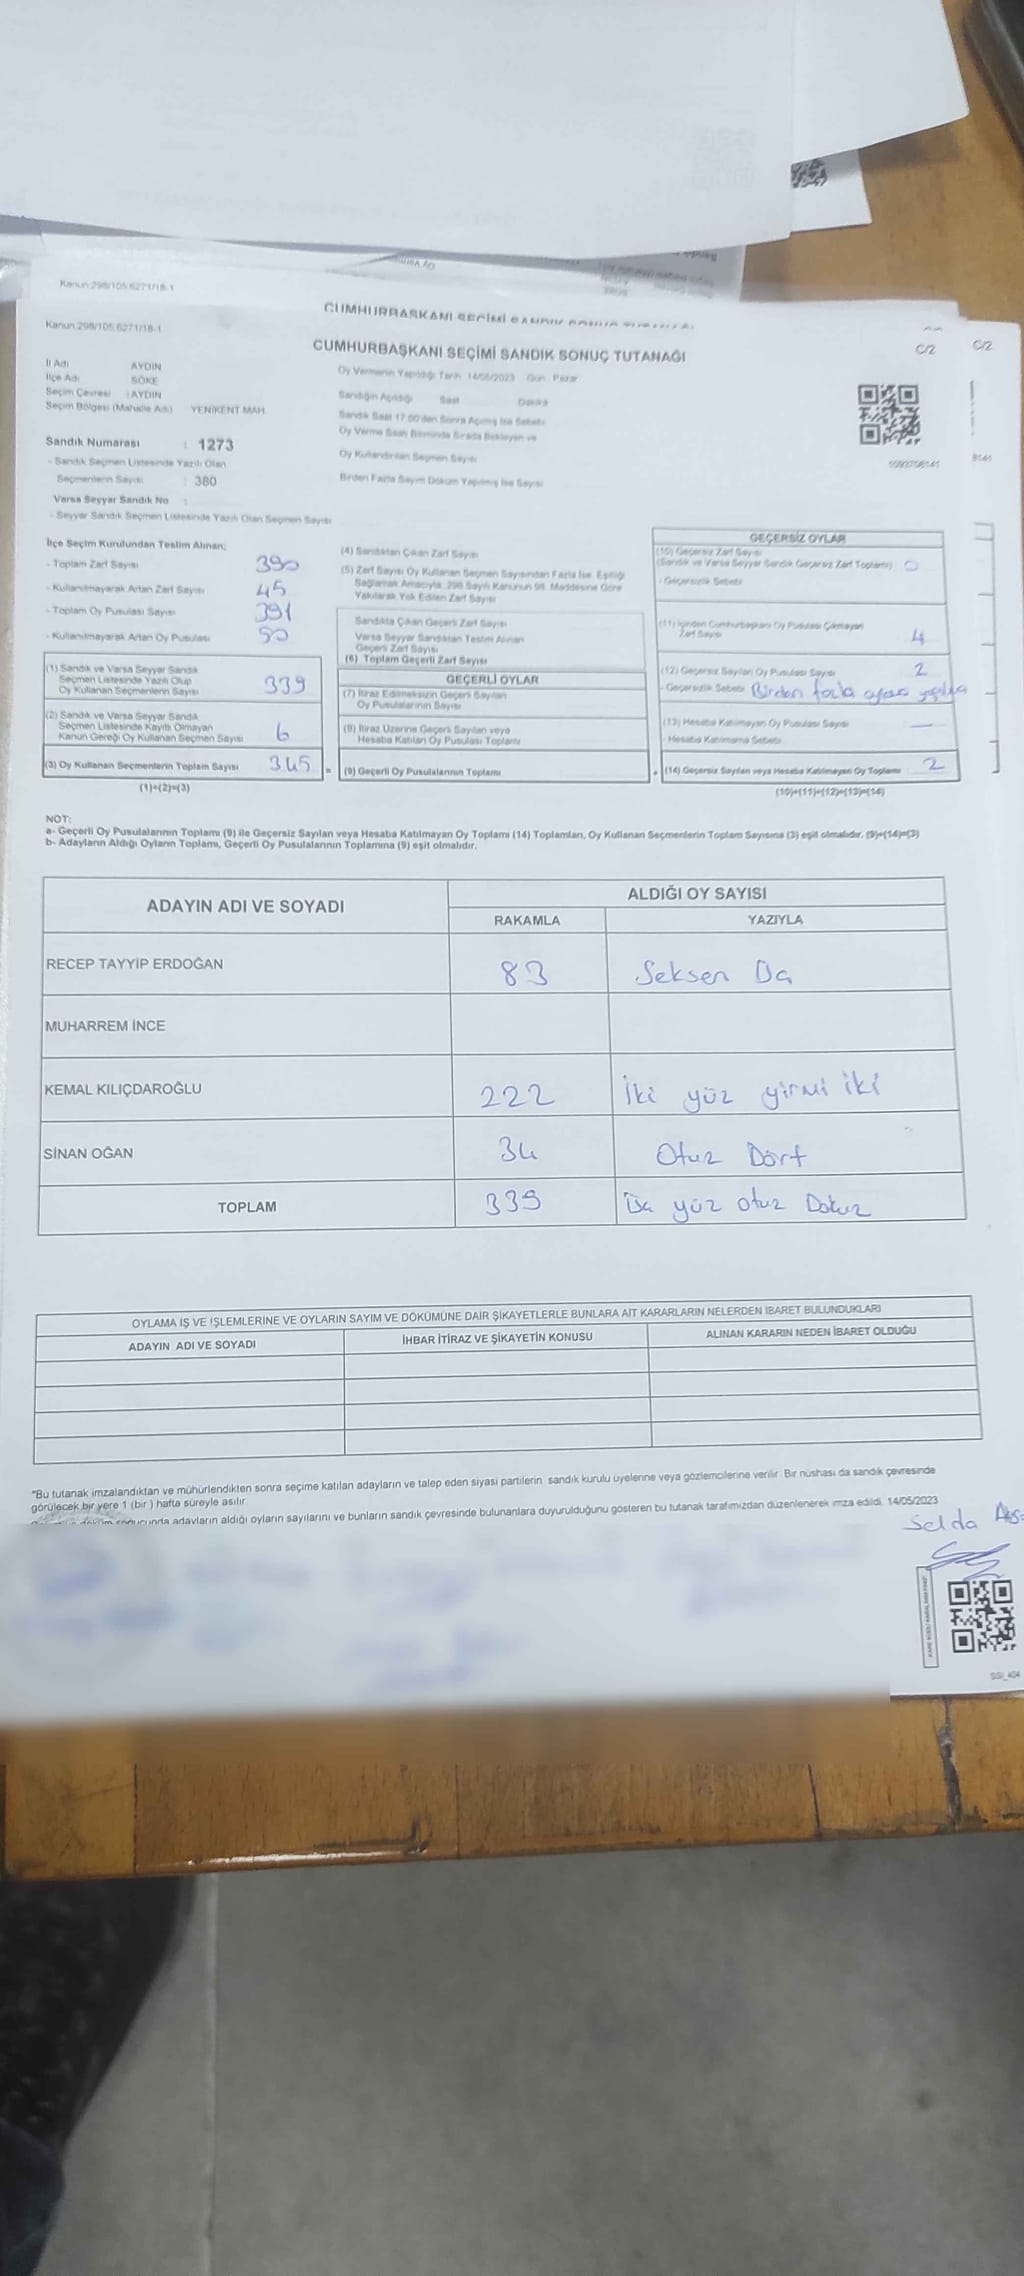 Kanun:298/105,6271/18-1
CUMHURBAŞKANI SEÇİMİ SANDIK SONUÇ TUTANAĞI
Kanun:298/105,6271/18-1
C/2
C/2
CUMHURBAŞKANI SEÇİMİ SANDIK SONUÇ TUTANAĞI
İl Adı : AYDIN
İlçe Adı : SÖKE
Seçim Çevresi : AYDIN
Seçim Bölgesi (Mahalle Adı) YENİKENT MAH.
Oy Vermenin Yapıldığı Tarih 14/05/2023 Gün : Pazar
Sandığın Açıldığı Saat Dakika
Sandık Saat 17:00'den Sonra Açılmış İse Sebebi
Oy Verme Saati Bitiminde Sırada Bekleyen ve
Oy Kullandırılan Seçmen Sayısı
Birden Fazla Sayım Döküm Yapılmış İse Sayısı
Sandık Numarası : 1273
- Sandık Seçmen Listesinde Yazılı Olan
Seçmenlerin Sayısı : 380
Varsa Seyyar Sandık No :
- Seyyar Sandık Seçmen Listesinde Yazılı Olan Seçmen Sayısı
İlçe Seçim Kurulundan Teslim Alınan;
- Toplam Zarf Sayısı 390
- Kullanılmayarak Artan Zarf Sayısı 45
- Toplam Oy Pusulası Sayısı 391
- Kullanılmayarak Artan Oy Pusulası 50
(1) Sandık ve Varsa Seyyar Sandık
Seçmen Listesinde Yazılı Olup
Oy Kullanan Seçmenlerin Sayısı 339
(2) Sandık ve Varsa Seyyar Sandık
Seçmen Listesinde Kayıtlı Olmayan
Kanun Gereği Oy Kullanan Seçmen Sayısı 6
(3) Oy Kullanan Seçmenlerin Toplam Sayısı 345 =
(1)+(2)=(3)
(4) Sandıktan Çıkan Zarf Sayısı
(5) Zarf Sayısı Oy Kullanan Seçmen Sayısından Fazla İse, Eşitliği
Sağlamak Amacıyla, 298 Sayılı Kanunun 98. Maddesine Göre
Yakılarak Yok Edilen Zarf Sayısı
Sandıkta Çıkan Geçerli Zarf Sayısı
Varsa Seyyar Sandıktan Teslim Alınan
Geçerli Zarf Sayısı
(6) Toplam Geçerli Zarf Sayısı
GEÇERLİ OYLAR
(7) İtiraz Edilmeksizin Geçerli Sayılan
Oy Pusulalarının Sayısı
(8) İtiraz Üzerine Geçerli Sayılan veya
Hesaba Katılan Oy Pusulası Toplamı
(9) Geçerli Oy Pusulalarının Toplamı +
GEÇERSİZ OYLAR
(10) Geçersiz Zarf Sayısı
(Sandık ve Varsa Seyyar Sandık Geçersiz Zarf Toplamı) 0
- Geçersizlik Sebebi
(11) İçinden Cumhurbaşkanı Oy Pusulası Çıkmayan
Zarf Sayısı 4
(12) Geçersiz Sayılan Oy Pusulası Sayısı 2
- Geçersizlik Sebebi Birden fazla
(13) Hesaba Katılmayan Oy Pusulası Sayısı —
- Hesaba Katılmama Sebebi
(14) Geçersiz Sayılan veya Hesaba Katılmayan Oy Toplamı : 2
(10)+(11)+(12)+(13)=(14)
NOT:
a- Geçerli Oy Pusulalarının Toplamı (9) ile Geçersiz Sayılan veya Hesaba Katılmayan Oy Toplamı (14) Toplamları, Oy Kullanan Seçmenlerin Toplam Sayısına (3) eşit olmalıdır. (9)+(14)=(3)
b- Adayların Aldığı Oyların Toplamı, Geçerli Oy Pusulalarının Toplamına (9) eşit olmalıdır.
ADAYIN ADI VE SOYADI
ALDIĞI OY SAYISI
RAKAMLA YAZIYLA
RECEP TAYYİP ERDOĞAN 83 Seksen Üç
MUHARREM İNCE
KEMAL KILIÇDAROĞLU 222 İki yüz yirmi iki
SİNAN OĞAN 34 Otuz Dört
TOPLAM 339 Üç yüz otuz Dokuz
OYLAMA İŞ VE İŞLEMLERİNE VE OYLARIN SAYIM VE DÖKÜMÜNE DAİR ŞİKAYETLERLE BUNLARA AİT KARARLARIN NELERDEN İBARET BULUNDUKLARI
ADAYIN ADI VE SOYADI İHBAR İTİRAZ VE ŞİKAYETİN KONUSU ALINAN KARARIN NEDEN İBARET OLDUĞU
"Bu tutanak imzalandıktan ve mühürlendikten sonra seçime katılan adayların ve talep eden siyasi partilerin sandık kurulu üyelerine veya gözlemcilerine verilir. Bir nüshası da sandık çevresinde
görülecek bir yere 1 (bir ) hafta süreyle asılır.
sonucunda adayların aldığı oyların sayılarını ve bunların sandık çevresinde bulunanlara duyurulduğunu gösteren bu tutanak tarafımızdan düzenlenerek imza edildi. 14/05/2023
Selda